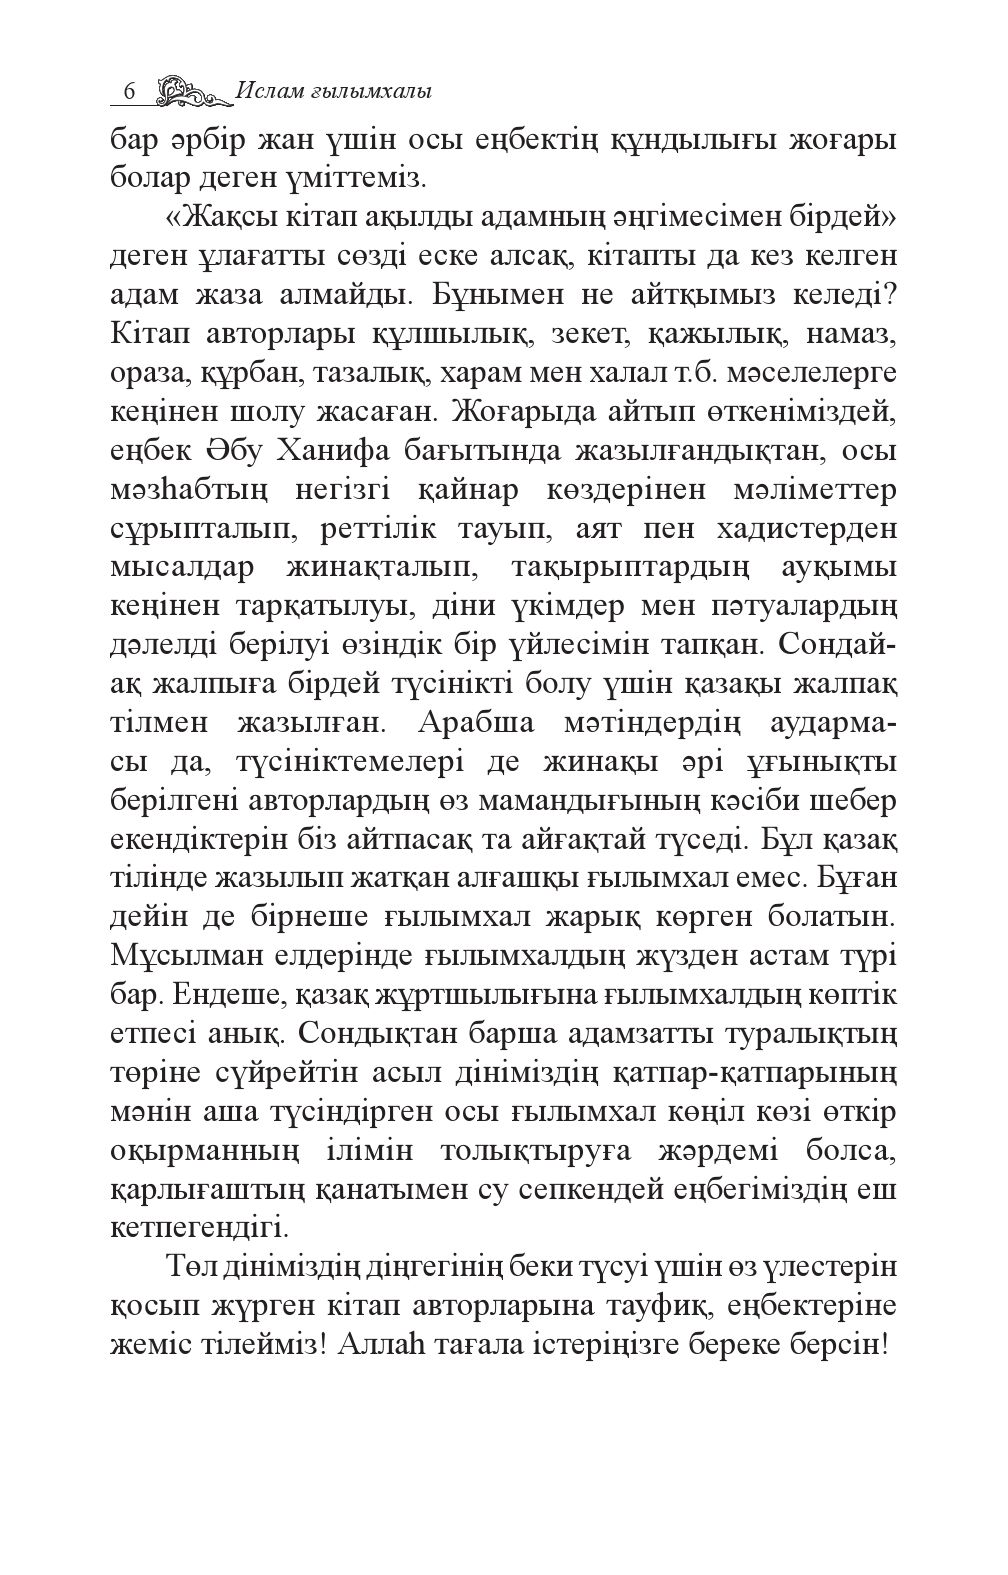 6 Ислам ғылымхалы
бар әрбір жан үшін осы еңбектің құндылығы жоғары
болар деген үміттеміз.
«Жақсы кітап ақылды адамның әңгімесімен бірдей»
деген ұлағатты сөзді еске алсақ, кітапты да кез келген
адам жаза алмайды. Бұнымен не айтқымыз келеді?
Кітап авторлары құлшылық, зекет, қажылық, намаз,
ораза, құрбан, тазалық, харам мен халал т.б. мәселелерге
кеңінен шолу жасаған. Жоғарыда айтып өткеніміздей,
еңбек Әбу Ханифа бағытында жазылғандықтан, осы
мәзһабтың негізгі қайнар көздерінен мәліметтер
сұрыпталып, реттілік тауып, аят пен хадистерден
мысалдар жинақталып, тақырыптардың ауқымы
кеңінен тарқатылуы, діни үкімдер мен пәтуалардың
дәлелді берілуі өзіндік бір үйлесімін тапқан. Сондай-
ақ жалпыға бірдей түсінікті болу үшін қазақы жалпақ
тілмен жазылған. Арабша мәтіндердің аударма-
сы да, түсініктемелері де жинақы әрі ұғынықты
берілгені авторлардың өз мамандығының кәсіби шебер
екендіктерін біз айтпасақ та айғақтай түседі. Бұл қазақ
тілінде жазылып жатқан алғашқы ғылымхал емес. Бұған
дейін де бірнеше ғылымхал жарық көрген болатын.
Мұсылман елдерінде ғылымхалдың жүзден астам түрі
бар. Ендеше, қазақ жұртшылығына ғылымхалдың көптік
етпесі анық. Сондықтан барша адамзатты туралықтың
төріне сүйрейтін асыл дініміздің қатпар-қатпарының
мәнін аша түсіндірген осы ғылымхал көңіл көзі өткір
оқырманның ілімін толықтыруға жәрдемі болса,
қарлығаштың қанатымен су сепкендей еңбегіміздің еш
кетпегендігі.
Төл дініміздің діңгегінің беки түсуі үшін өз үлестерін
қосып жүрген кітап авторларына тауфиқ, еңбектеріне
жеміс тілейміз! Аллаһ тағала істеріңізге береке берсін!